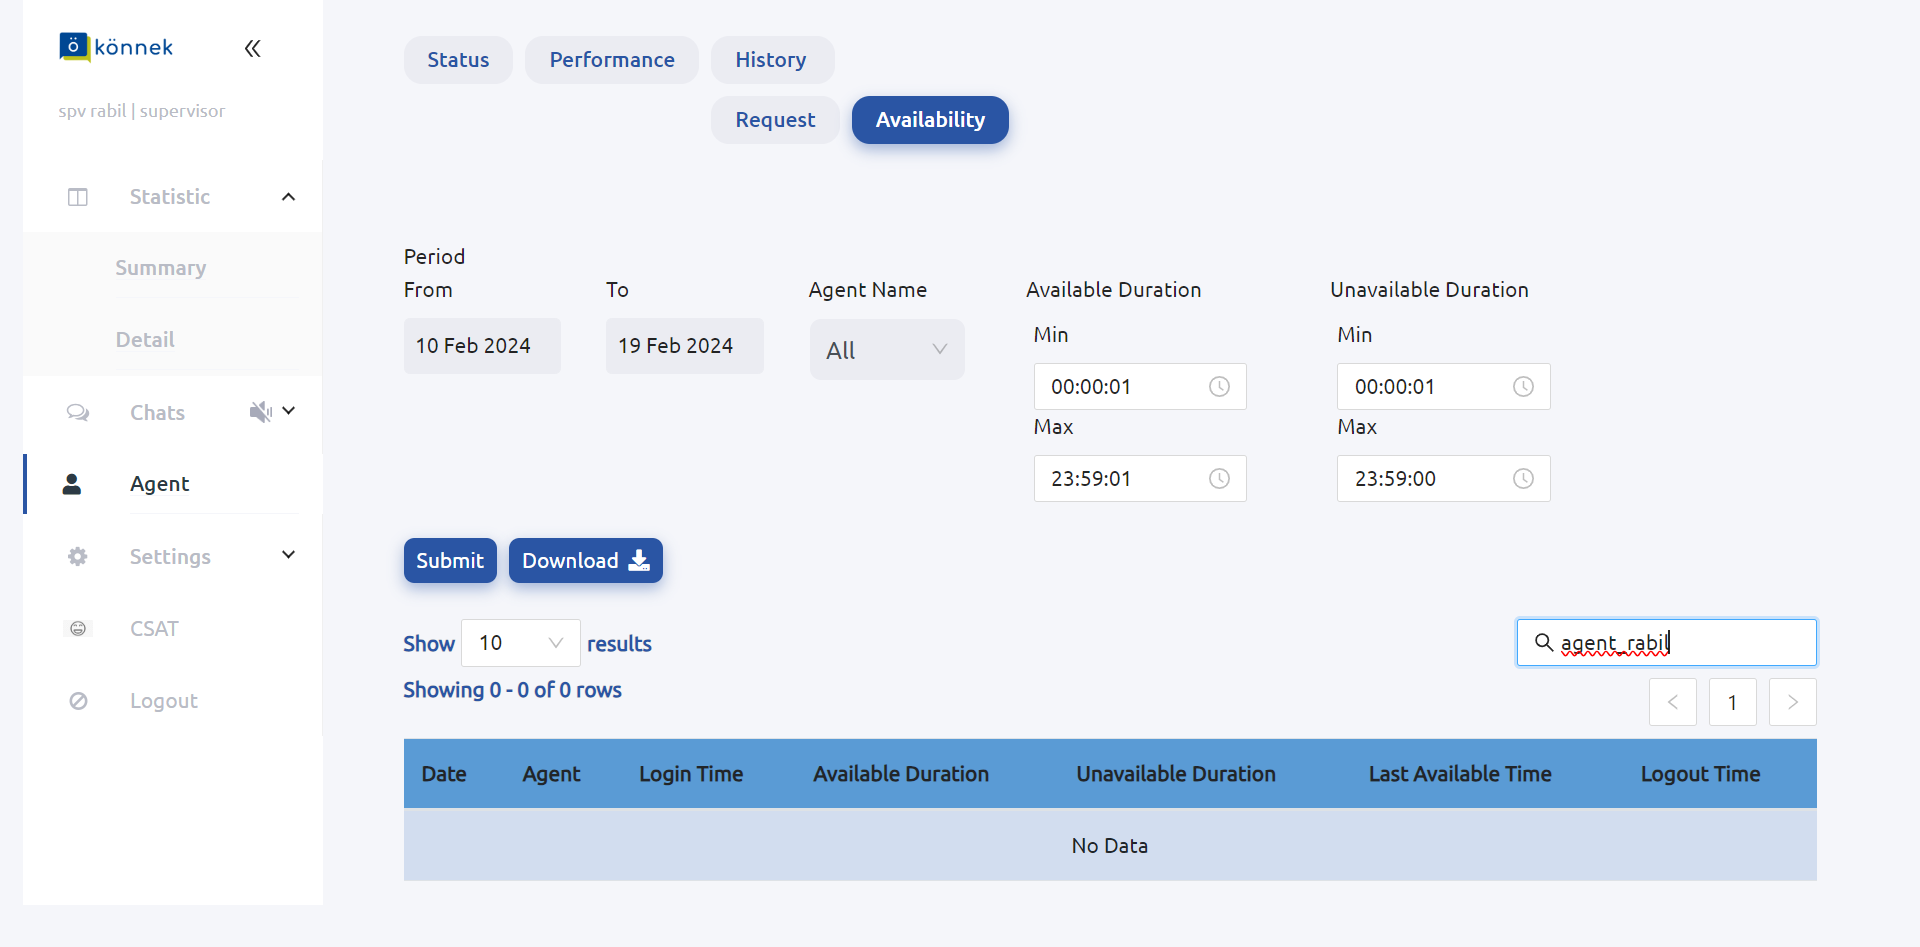 ö könnek
spv rabil | supervisor
Statistic
Summary
Detail
Chats
Agent
Settings
CSAT
Logout
Status Performance History
Request Availability
Period
From To Agent Name Available Duration Unavailable Duration
10 Feb 2024 19 Feb 2024 All
Min Min
00:00:01 00:00:01
Max Max
23:59:01 23:59:00
Submit Download
Show 10 results agent_rabil
Showing 0 - 0 of 0 rows < 1 >
Date Agent Login Time Available Duration Unavailable Duration Last Available Time Logout Time
No Data